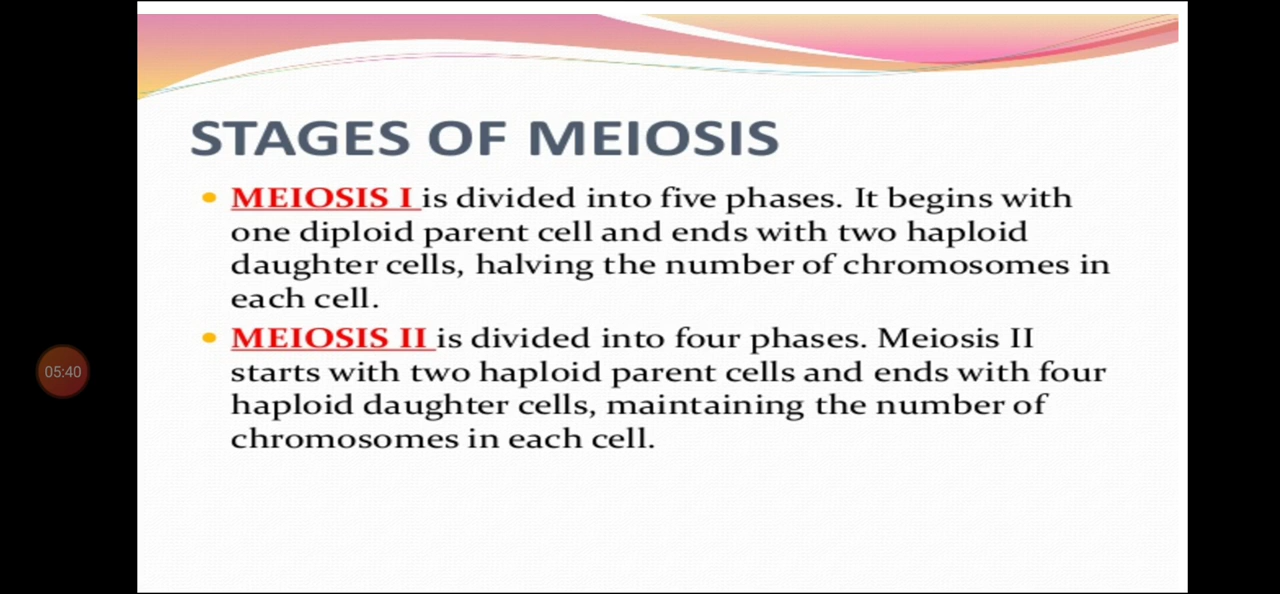 STAGES OF MEIOSIS
• MEIOSIS I is divided into five phases. It begins with
one diploid parent cell and ends with two haploid
daughter cells, halving the number of chromosomes in
each cell.
• MEIOSIS II is divided into four phases. Meiosis II
starts with two haploid parent cells and ends with four
haploid daughter cells, maintaining the number of
chromosomes in each cell.
05:40